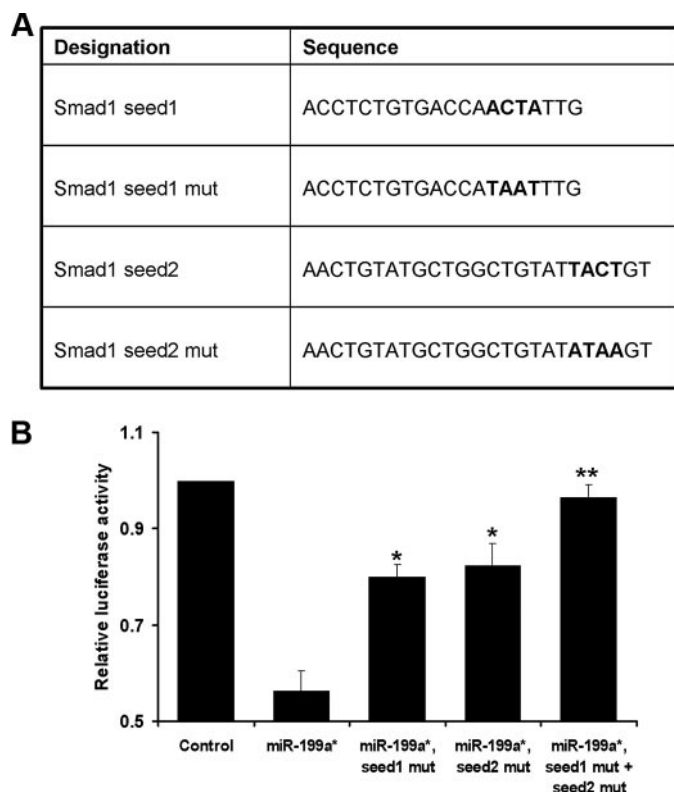 A
Designation Sequence
Smad1 seed1 ACCTCTGTGACCAACTATTG
Smad1 seed1 mut ACCTCTGTGACCATAATTTG
Smad1 seed2 AACTGTATGCTGGCTGTATTACTGT
Smad1 seed2 mut AACTGTATGCTGGCTGTATATAAGT
B
Relative luciferase activity
1.1
0.9
0.7
0.5
* * **
Control miR-199a* miR-199a*, miR-199a*, miR-199a*,
seed1 mut seed2 mut seed1 mut +
seed2 mut